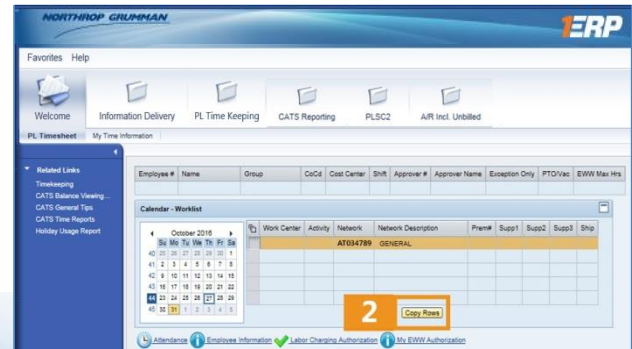 NORTHROP GRUMMAN
1ERP
Favorites Help
Welcome Information Delivery PL Time Keeping CATS Reporting PLSC2 A/R Incl. Unbilled
PL Timesheet My Time Information
Related Links
Timekeeping
CATS Balance Viewing...
CATS General Tips
CATS Time Reports
Holiday Usage Report
Employee # Name Group CoCd Cost Center Shift Approver # Approver Name Exception Only PTO/Vac EWW Max Hrs
Calendar - Worklist
October 2016
Su Mo Tu We Th Fr Sa
40 25 26 27 28 29 30 1
41 2 3 4 5 6 7 8
42 9 10 11 12 13 14 15
43 16 17 18 19 20 21 22
44 23 24 25 26 27 28 29
45 30 31 1 2 3 4 5
Work Center Activity Network Network Description Prem# Supp1 Supp2 Supp3 Ship
AT034789 GENERAL
2 Copy Rows
Attendance Employee Information Labor Charging Authorization My EWW Authorization